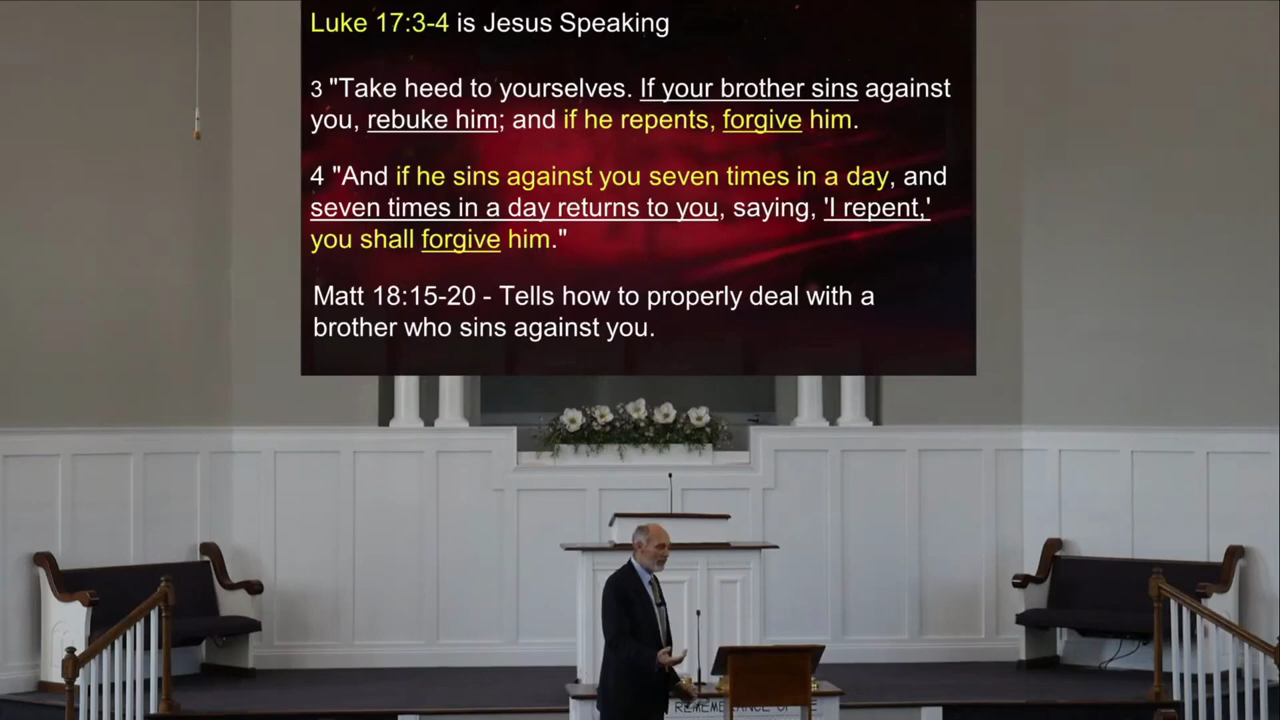 Luke 17:3-4 is Jesus Speaking
3 "Take heed to yourselves. If your brother sins against
you, rebuke him; and if he repents, forgive him.
4 "And if he sins against you seven times in a day, and
seven times in a day returns to you, saying, 'I repent,'
you shall forgive him."
Matt 18:15-20 - Tells how to properly deal with a
brother who sins against you.
REMEMBRANCE OF ME